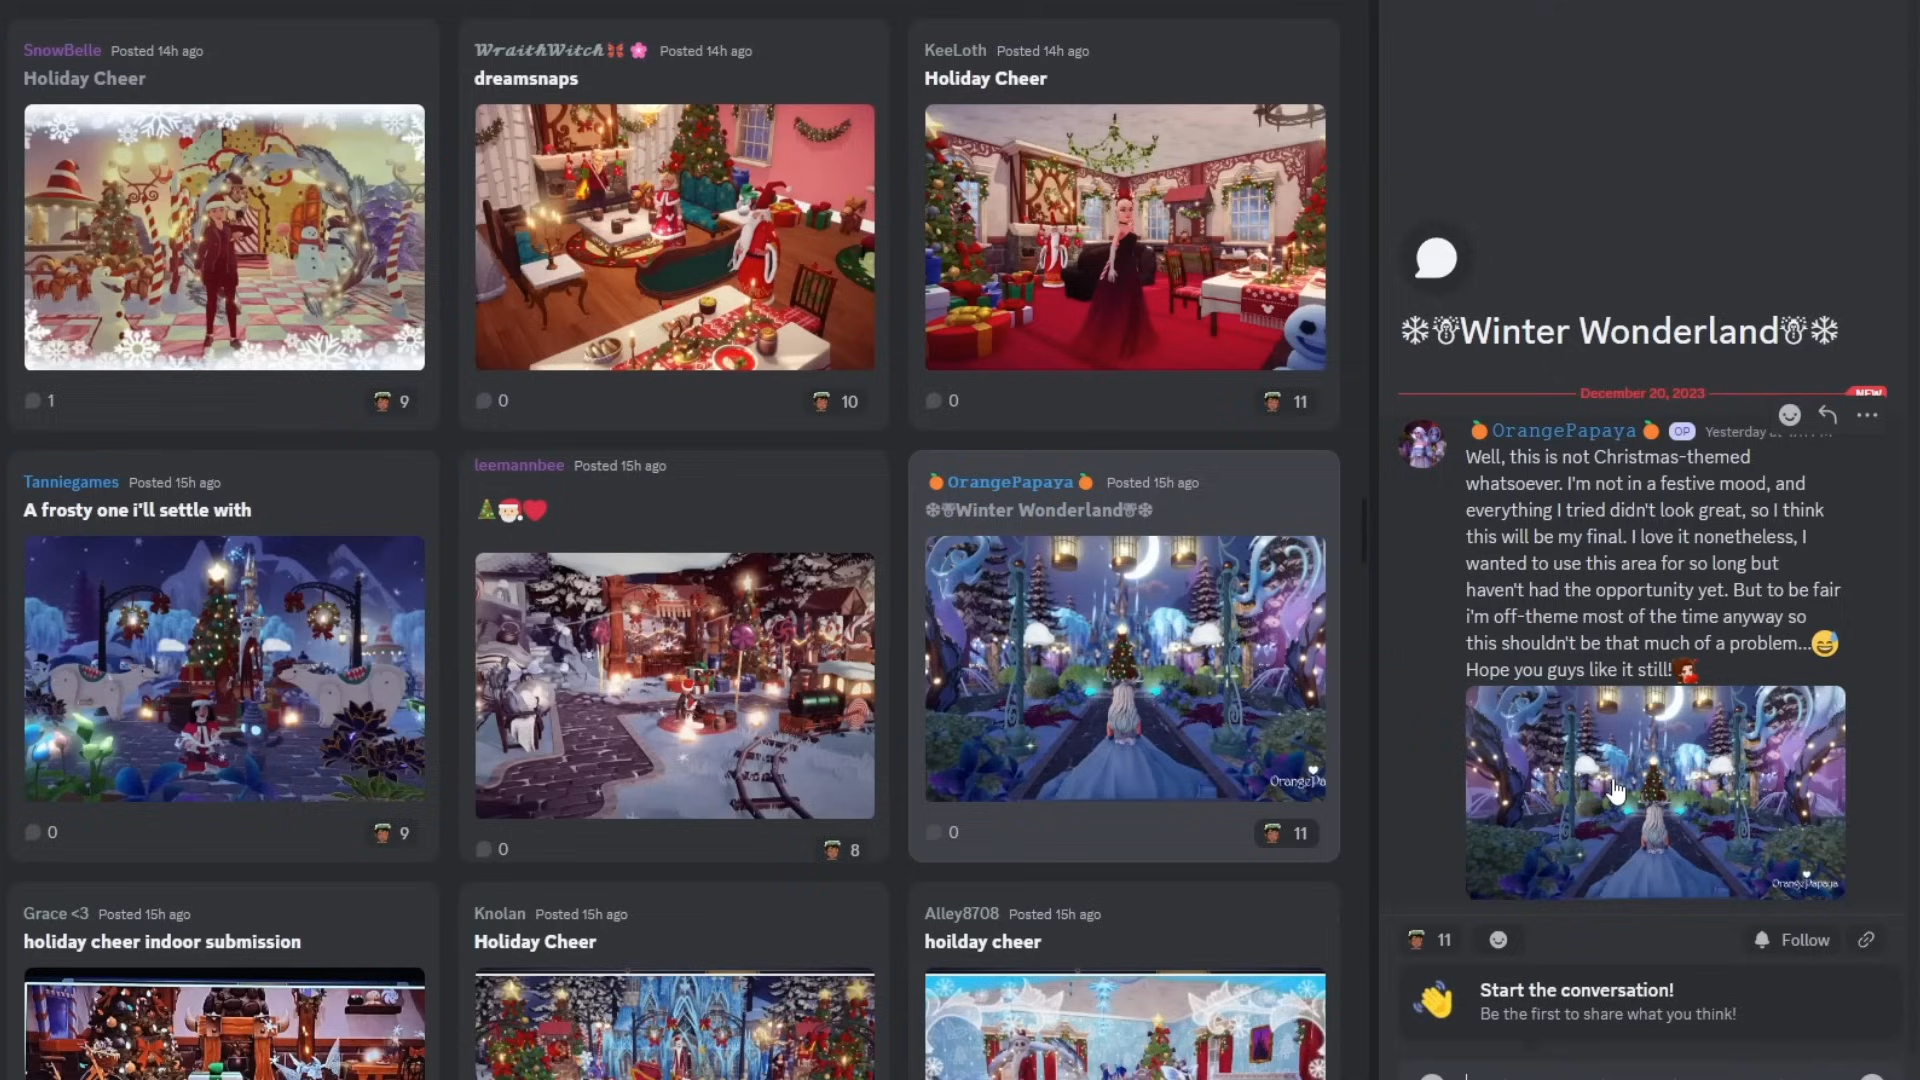 SnowBelle Posted 14h ago
Holiday Cheer
1
9
WraithWitch🎀🌸 Posted 14h ago
dreamsnaps
0
10
KeeLoth Posted 14h ago
Holiday Cheer
0
11
Tanniegames Posted 15h ago
A frosty one i'll settle with
0
9
leemannbee Posted 15h ago
🎄🎅🏻❤️
0
8
🍊OrangePapaya🍊 Posted 15h ago
❄☃Winter Wonderland☃❄
OrangePa
0
11
Grace <3 Posted 15h ago
holiday cheer indoor submission
Knolan Posted 15h ago
Holiday Cheer
Alley8708 Posted 15h ago
hoilday cheer
❄☃Winter Wonderland☃❄
December 20, 2023
NEW
🍊OrangePapaya🍊 OP Yesterday
Well, this is not Christmas-themed
whatsoever. I'm not in a festive mood, and
everything I tried didn't look great, so I think
this will be my final. I love it nonetheless, I
wanted to use this area for so long but
haven't had the opportunity yet. But to be fair
i'm off-theme most of the time anyway so
this shouldn't be that much of a problem...😅
Hope you guys like it still!
OrangePapaya
11
Follow
Start the conversation!
Be the first to share what you think!